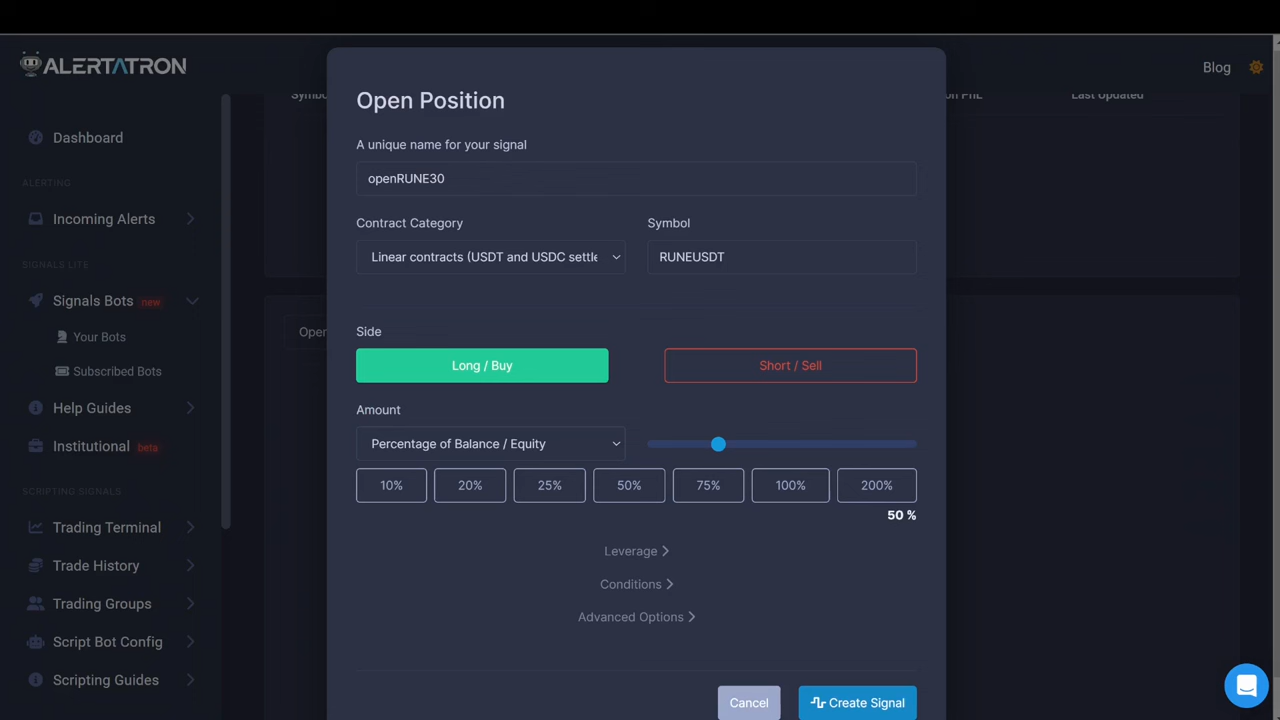 ALERTATRON
Blog
Dashboard
ALERTING
Incoming Alerts
SIGNALS LITE
Signals Bots new
Your Bots
Subscribed Bots
Help Guides
Institutional beta
SCRIPTING SIGNALS
Trading Terminal
Trade History
Trading Groups
Script Bot Config
Scripting Guides
Symbo
on PnL
Last Updated
Open
Open Position
A unique name for your signal
openRUNE30
Contract Category
Symbol
Linear contracts (USDT and USDC settle
RUNEUSDT
Side
Long / Buy
Short / Sell
Amount
Percentage of Balance / Equity
10% 20% 25% 50% 75% 100% 200%
50 %
Leverage
Conditions
Advanced Options
Cancel
Create Signal